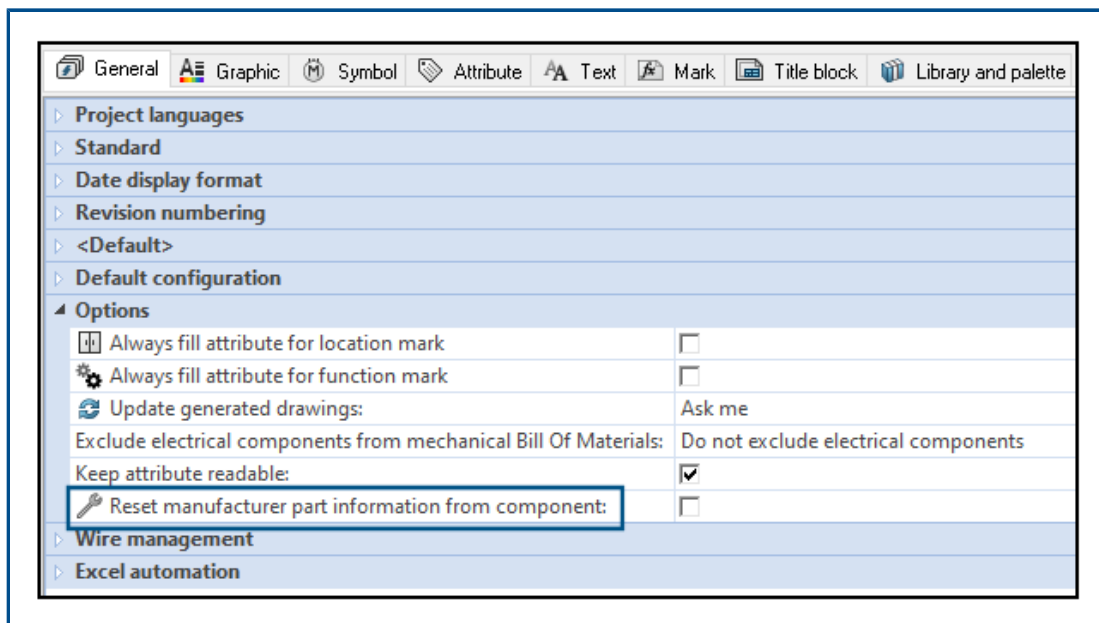 General Graphic Symbol Attribute Text Mark Title block Library and palette
Project languages
Standard
Date display format
Revision numbering
<Default>
Default configuration
Options
Always fill attribute for location mark
Always fill attribute for function mark
Update generated drawings: Ask me
Exclude electrical components from mechanical Bill Of Materials: Do not exclude electrical components
Keep attribute readable:
Reset manufacturer part information from component:
Wire management
Excel automation